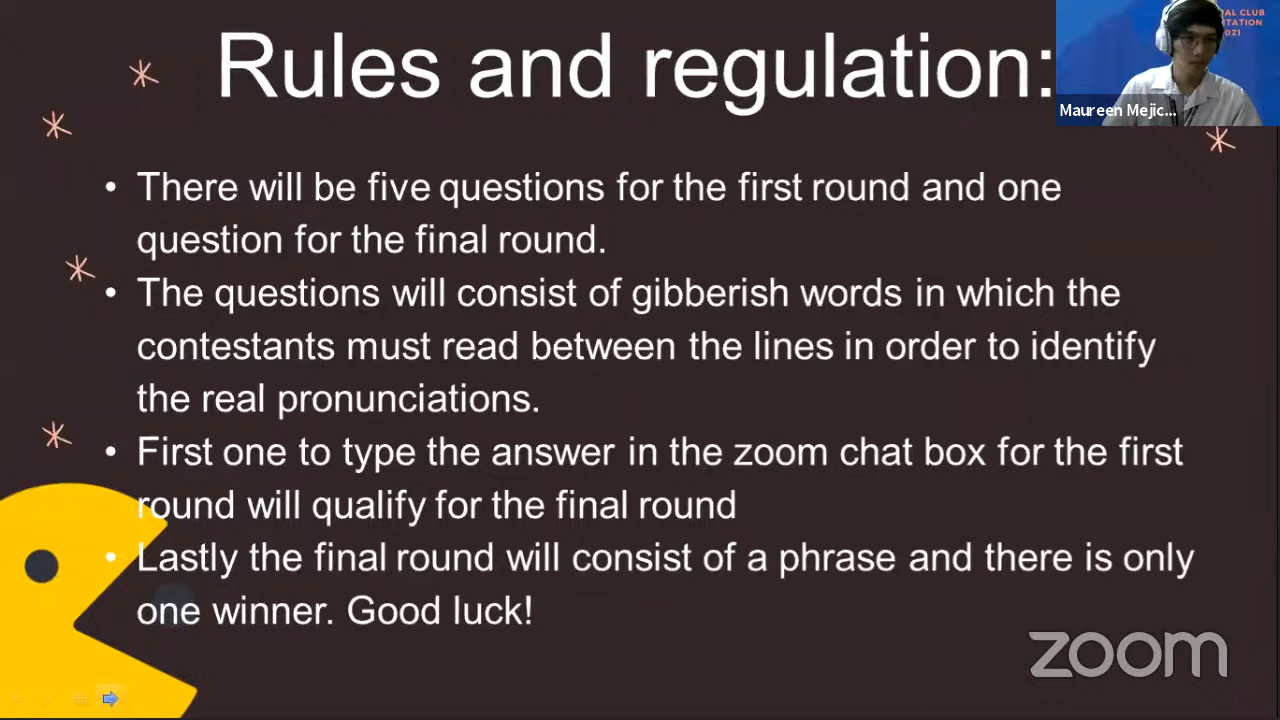 Rules and regulation:
AL CLUB
TATION
021
Maureen Mejic...
• There will be five questions for the first round and one
question for the final round.
• The questions will consist of gibberish words in which the
contestants must read between the lines in order to identify
the real pronunciations.
• First one to type the answer in the zoom chat box for the first
round will qualify for the final round
• Lastly the final round will consist of a phrase and there is only
one winner. Good luck!
zoom